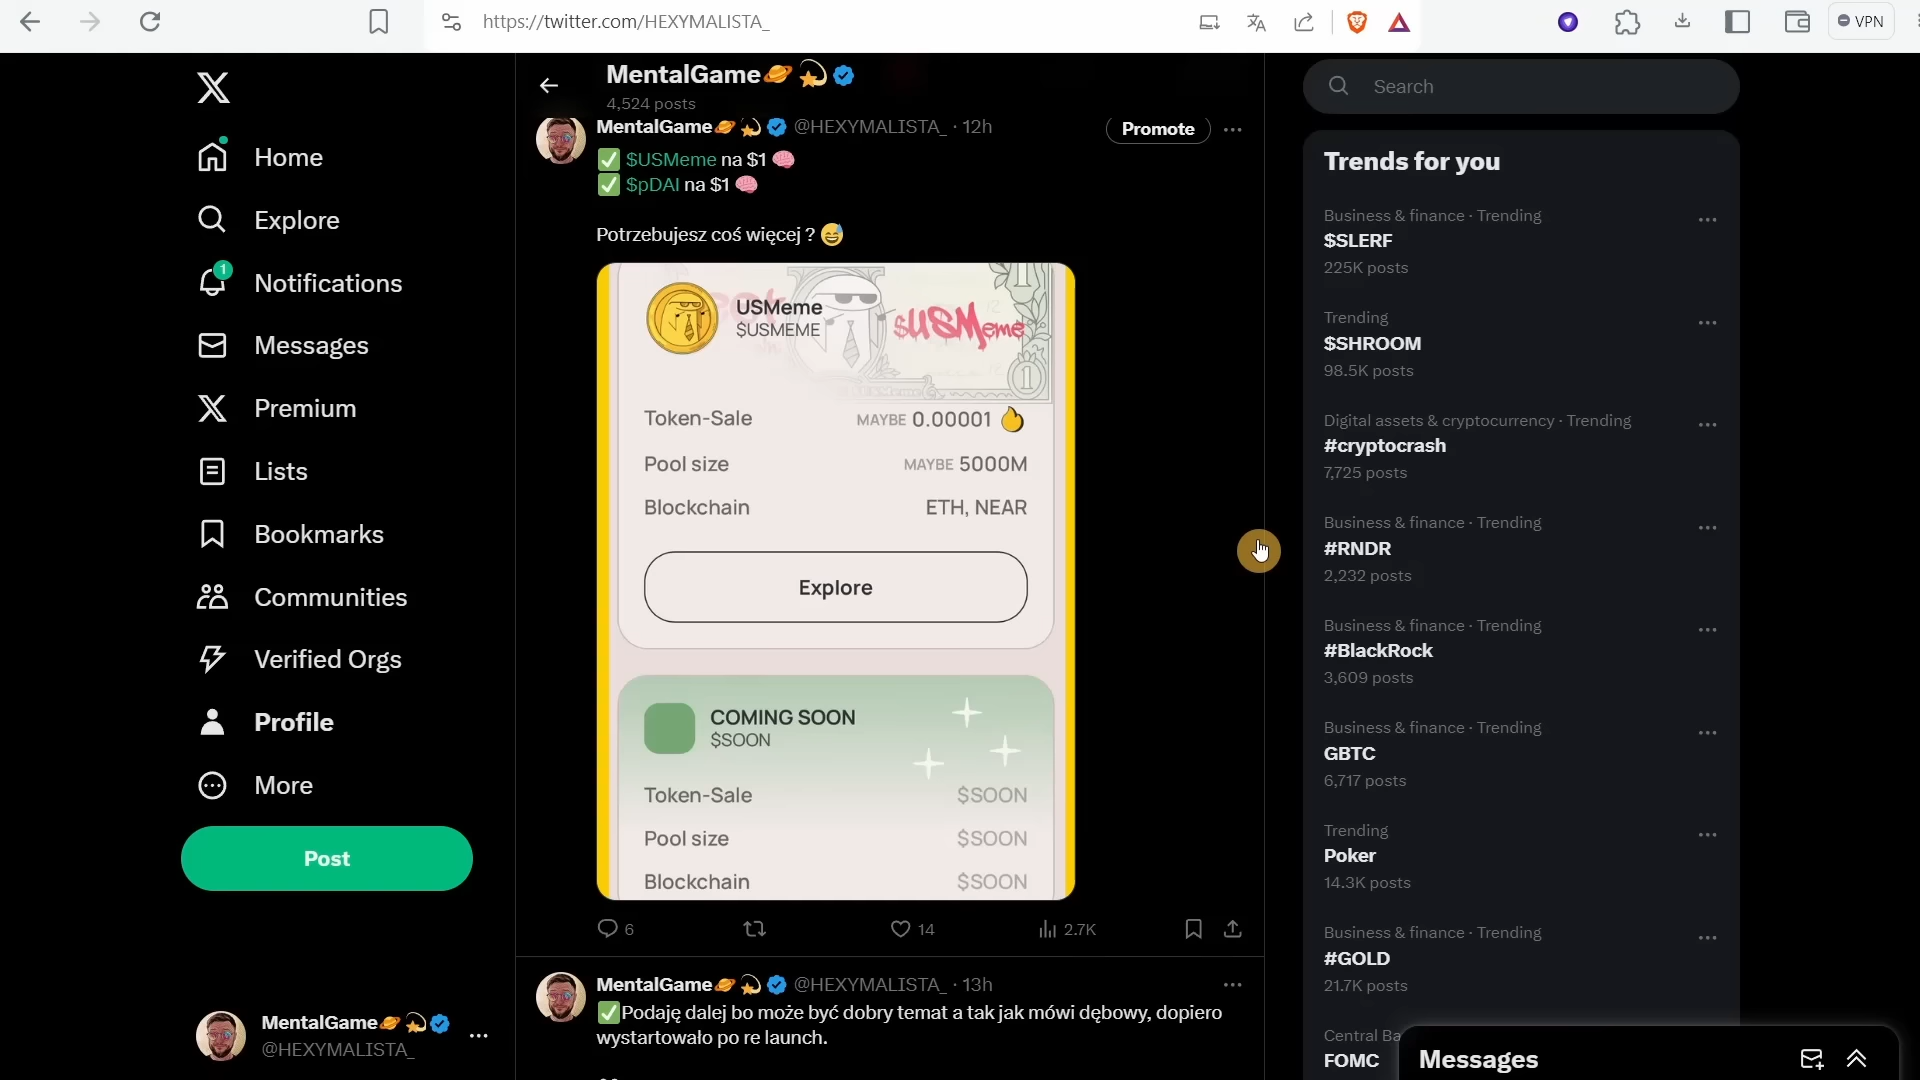 https://twitter.com/HEXYMALISTA_
VPN
Home
Explore
1
Notifications
Messages
Premium
Lists
Bookmarks
Communities
Verified Orgs
Profile
More
Post
MentalGame
@HEXYMALISTA_
MentalGame
4,524 posts
MentalGame @HEXYMALISTA_ · 12h
Promote
✅ $USMeme na $1 🧠
✅ $pDAI na $1 🧠
Potrzebujesz coś więcej ? 😅
USMeme
$USMEME
$USMeme
1
1
Token-Sale MAYBE 0.00001
Pool size MAYBE 5000M
Blockchain ETH, NEAR
Explore
COMING SOON
$SOON
Token-Sale $SOON
Pool size $SOON
Blockchain $SOON
6 14 2.7K
MentalGame @HEXYMALISTA_ · 13h
✅Podaję dalej bo może być dobry temat a tak jak mówi dębowy, dopiero
wystartowało po re launch.
Search
Trends for you
Business & finance · Trending
$SLERF
225K posts
Trending
$SHROOM
98.5K posts
Digital assets & cryptocurrency · Trending
#cryptocrash
7,725 posts
Business & finance · Trending
#RNDR
2,232 posts
Business & finance · Trending
#BlackRock
3,609 posts
Business & finance · Trending
GBTC
6,717 posts
Trending
Poker
14.3K posts
Business & finance · Trending
#GOLD
21.7K posts
Central Ba
FOMC
Messages